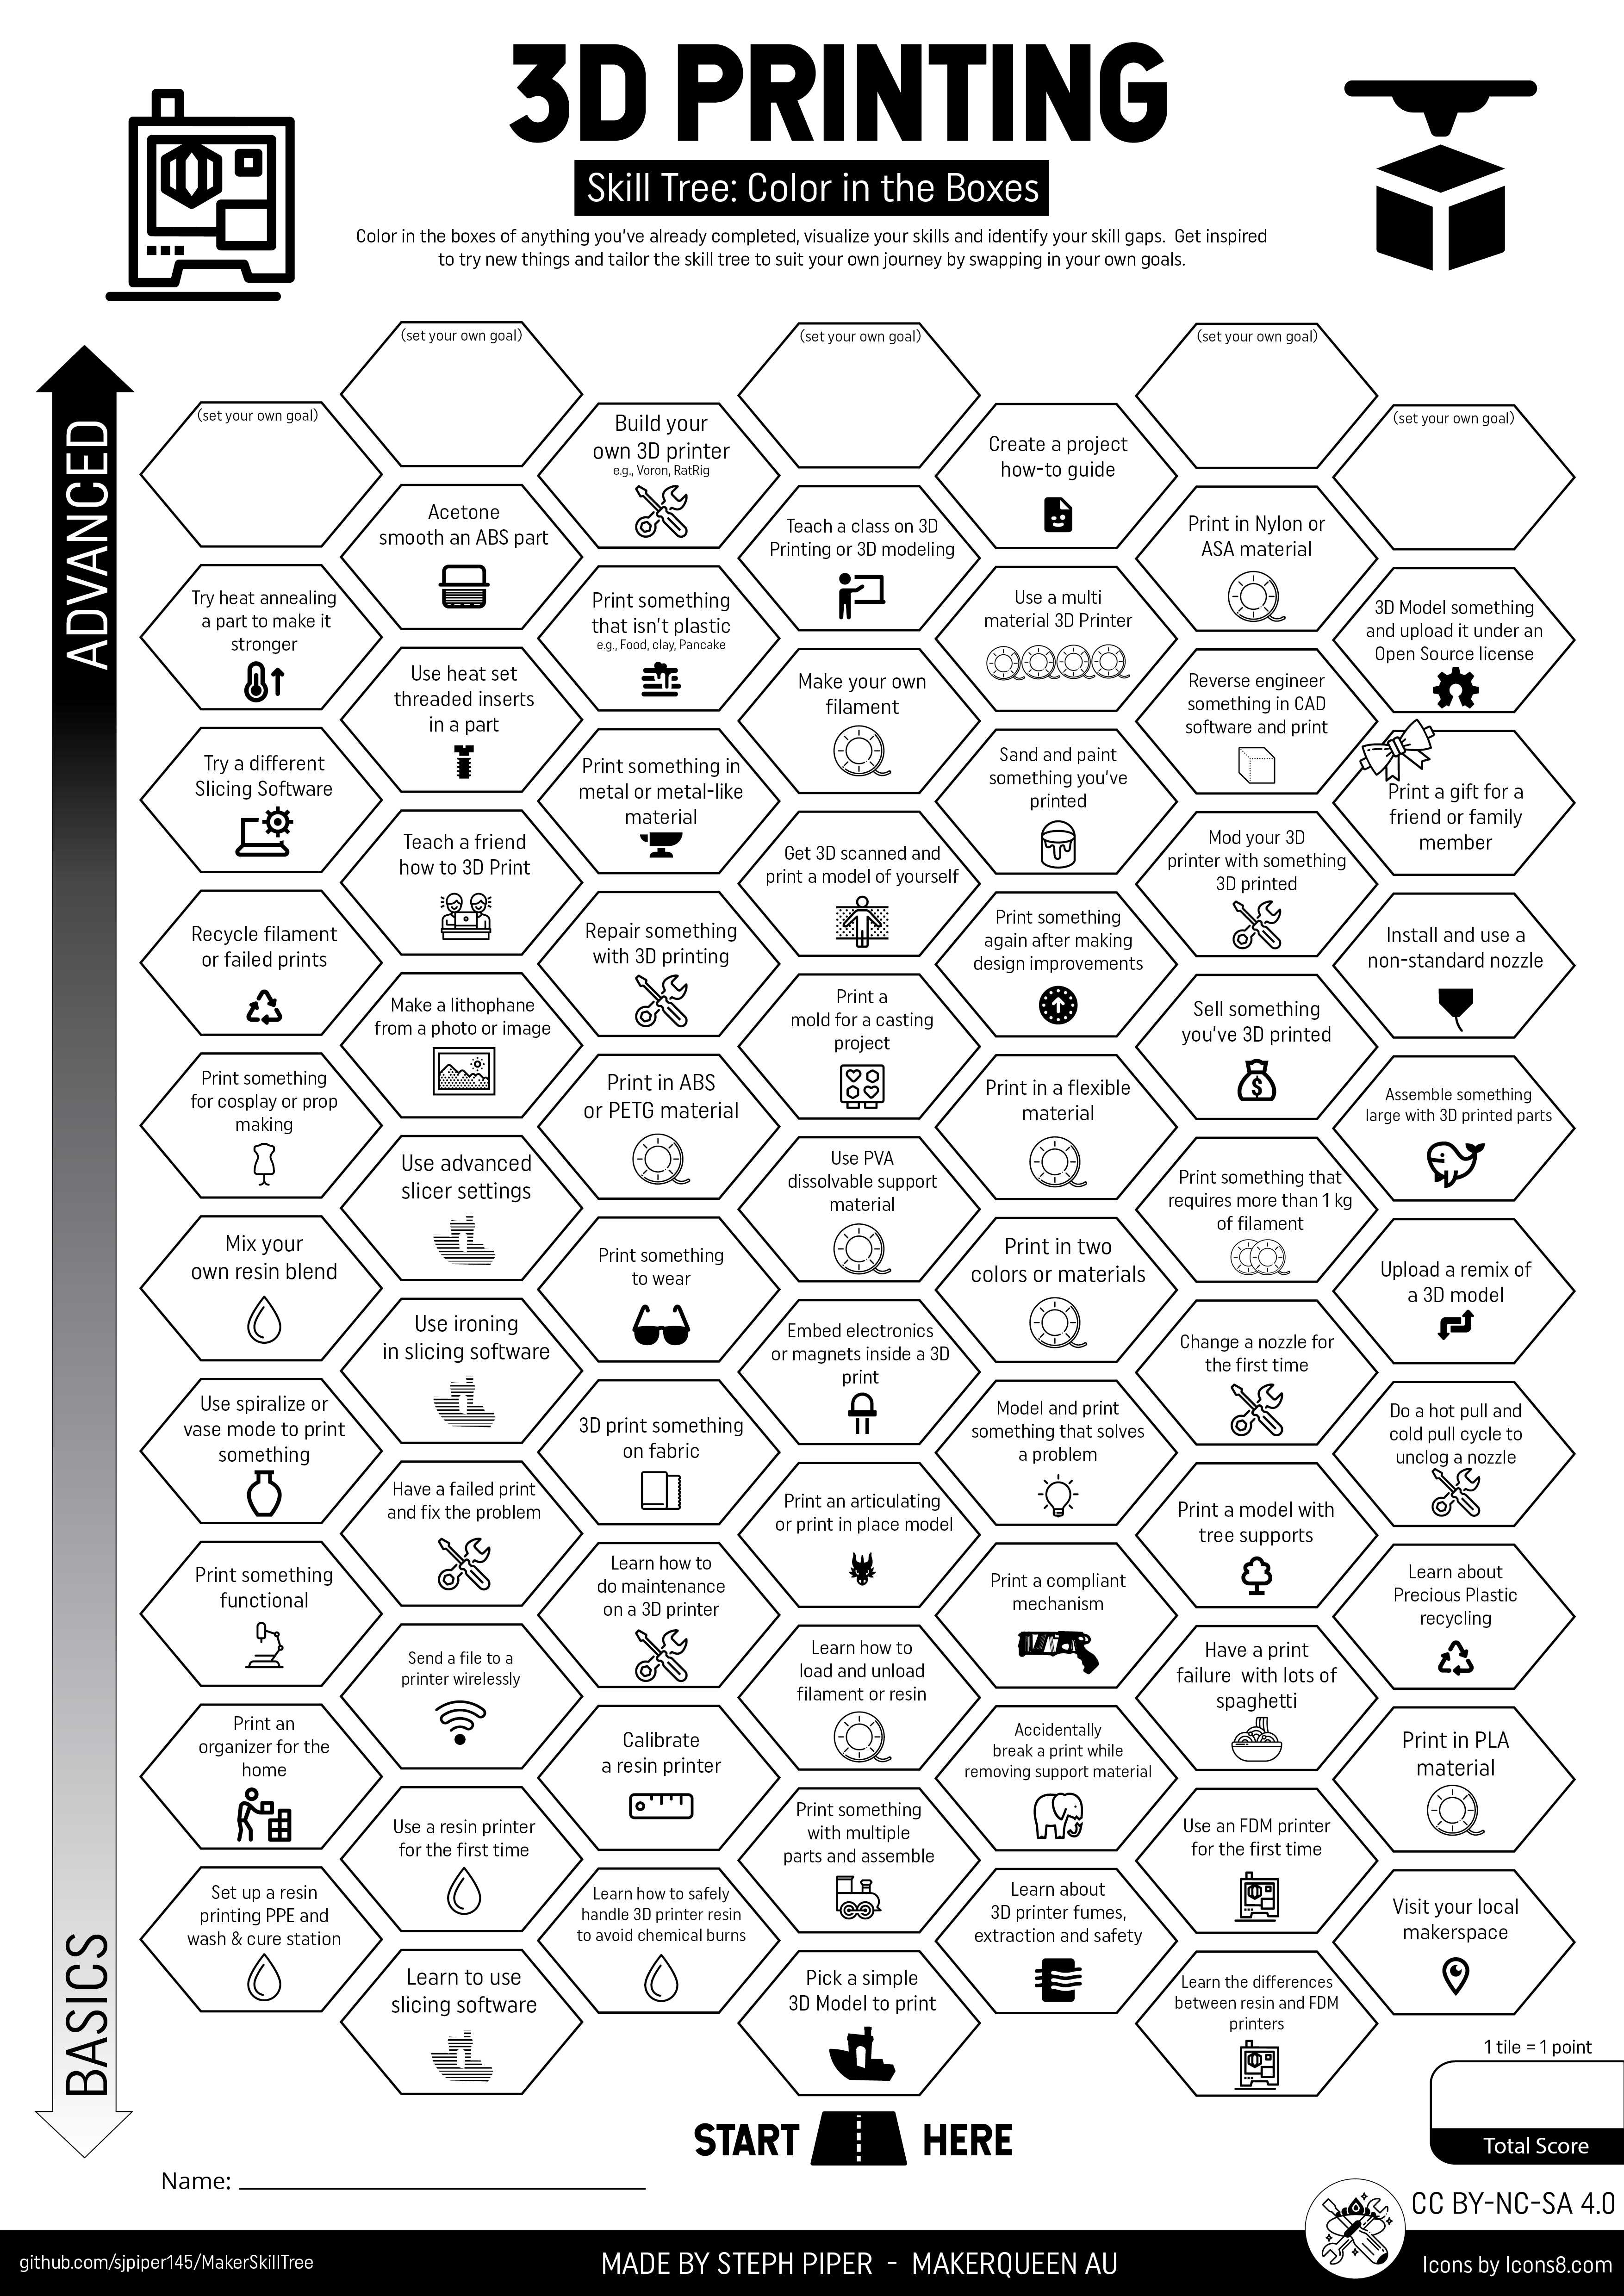 3D PRINTING
Skill Tree: Color in the Boxes
Color in the boxes of anything you've already completed, visualize your skills and identify your skill gaps. Get inspired
to try new things and tailor the skill tree to suit your own journey by swapping in your own goals.
ADVANCED
BASICS
(set your own goal)
(set your own goal)
(set your own goal)
(set your own goal)
(set your own goal)
Build your
own 3D printer
e.g., Voron, RatRig
Create a project
how-to guide
Acetone
smooth an ABS part
Teach a class on 3D
Printing or 3D modeling
Print in Nylon or
ASA material
Try heat annealing
a part to make it
stronger
Print something
that isn't plastic
e.g., Food, clay, Pancake
Use a multi
material 3D Printer
3D Model something
and upload it under an
Open Source license
Use heat set
threaded inserts
in a part
Make your own
filament
Reverse engineer
something in CAD
software and print
Try a different
Slicing Software
Print something in
metal or metal-like
material
Sand and paint
something you've
printed
Print a gift for a
friend or family
member
Teach a friend
how to 3D Print
Get 3D scanned and
print a model of yourself
Mod your 3D
printer with something
3D printed
Recycle filament
or failed prints
Repair something
with 3D printing
Print something
again after making
design improvements
Install and use a
non-standard nozzle
Make a lithophane
from a photo or image
Print a
mold for a casting
project
Sell something
you've 3D printed
Print something
for cosplay or prop
making
Print in ABS
or PETG material
Print in a flexible
material
Assemble something
large with 3D printed parts
Use advanced
slicer settings
Use PVA
dissolvable support
material
Print something that
requires more than 1 kg
of filament
Mix your
own resin blend
Print something
to wear
Print in two
colors or materials
Upload a remix of
a 3D model
Use ironing
in slicing software
Embed electronics
or magnets inside a 3D
print
Change a nozzle for
the first time
Use spiralize or
vase mode to print
something
3D print something
on fabric
Model and print
something that solves
a problem
Do a hot pull and
cold pull cycle to
unclog a nozzle
Have a failed print
and fix the problem
Print an articulating
or print in place model
Print a model with
tree supports
Print something
functional
Learn how to
do maintenance
on a 3D printer
Print a compliant
mechanism
Learn about
Precious Plastic
recycling
Send a file to a
printer wirelessly
Learn how to
load and unload
filament or resin
Have a print
failure with lots of
spaghetti
Print an
organizer for the
home
Calibrate
a resin printer
Accidentally
break a print while
removing support material
Print in PLA
material
Use a resin printer
for the first time
Print something
with multiple
parts and assemble
Use an FDM printer
for the first time
Set up a resin
printing PPE and
wash & cure station
Learn how to safely
handle 3D printer resin
to avoid chemical burns
Learn about
3D printer fumes,
extraction and safety
Visit your local
makerspace
Learn to use
slicing software
Pick a simple
3D Model to print
Learn the differences
between resin and FDM
printers
1 tile = 1 point
Total Score
START HERE
Name:
CC BY-NC-SA 4.0
github.com/sjpiper145/MakerSkillTree
MADE BY STEPH PIPER - MAKERQUEEN AU
Icons by Icons8.com